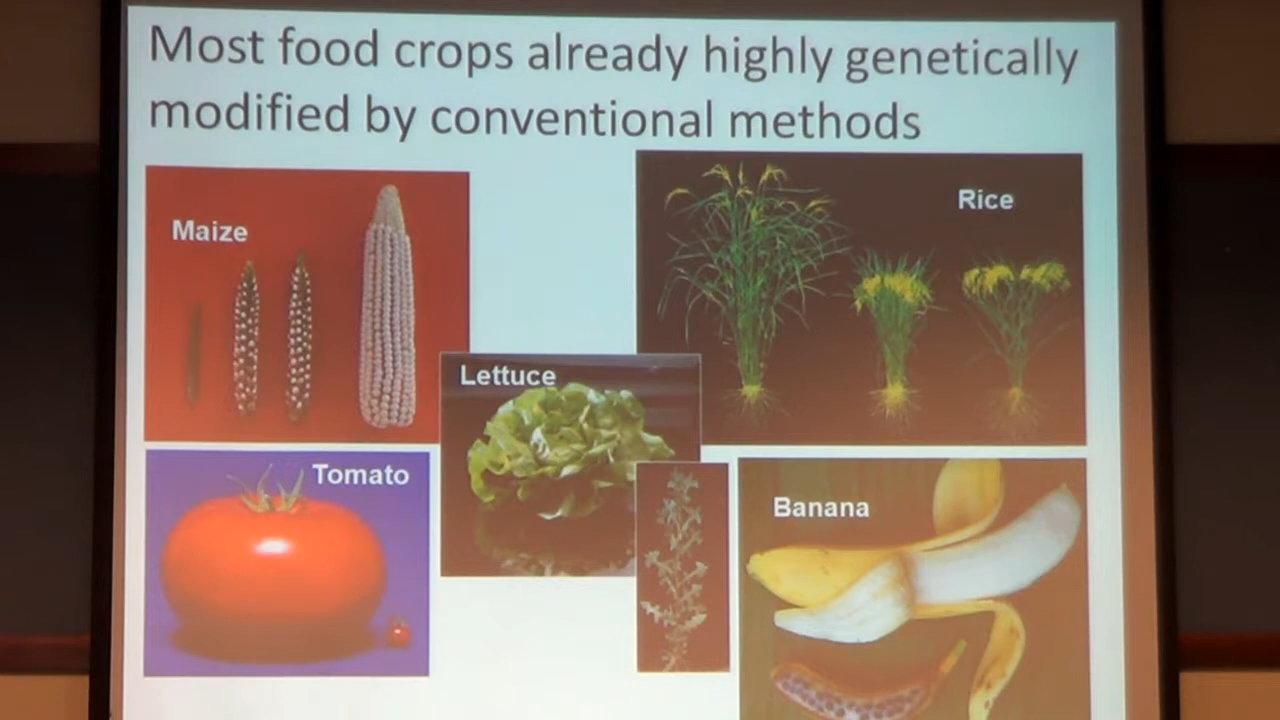 Most food crops already highly genetically
modified by conventional methods
Maize
Rice
Lettuce
Tomato
Banana